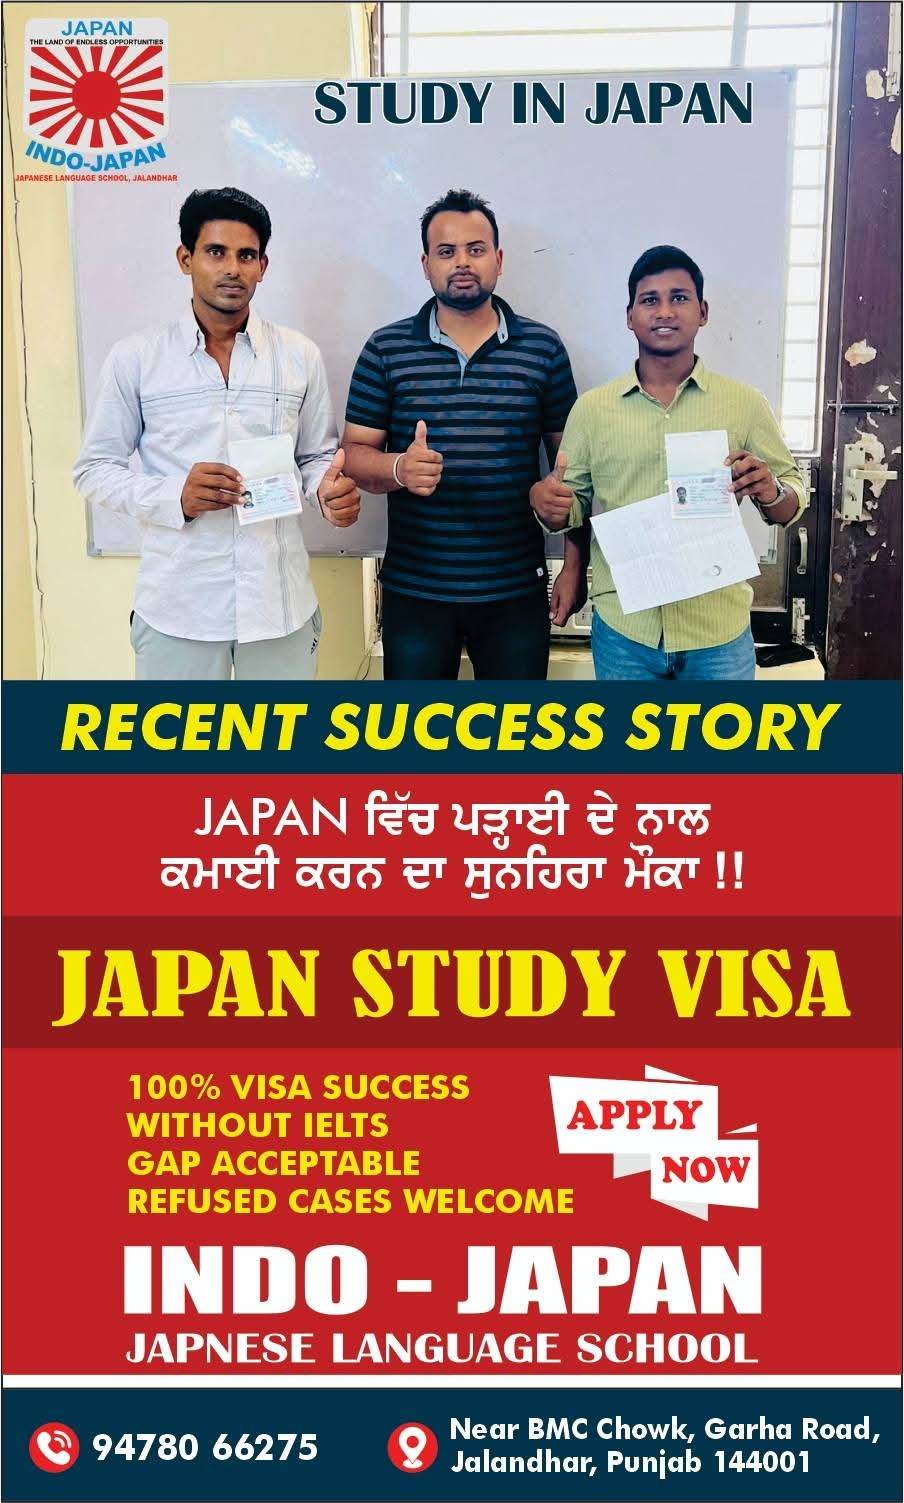 JAPAN
THE LAND OF ENDLESS OPPORTUNITIES
INDO-JAPAN
JAPANESE LANGUAGE SCHOOL, JALANDHAR
STUDY IN JAPAN
RECENT SUCCESS STORY
JAPAN ਵਿੱਚ ਪੜ੍ਹਾਈ ਦੇ ਨਾਲ
ਕਮਾਈ ਕਰਨ ਦਾ ਸੁਨਹਿਰਾ ਮੌਕਾ !!
JAPAN STUDY VISA
100% VISA SUCCESS
WITHOUT IELTS
GAP ACCEPTABLE
REFUSED CASES WELCOME
APPLY
NOW
INDO - JAPAN
JAPNESE LANGUAGE SCHOOL
94780 66275
Near BMC Chowk, Garha Road,
Jalandhar, Punjab 144001